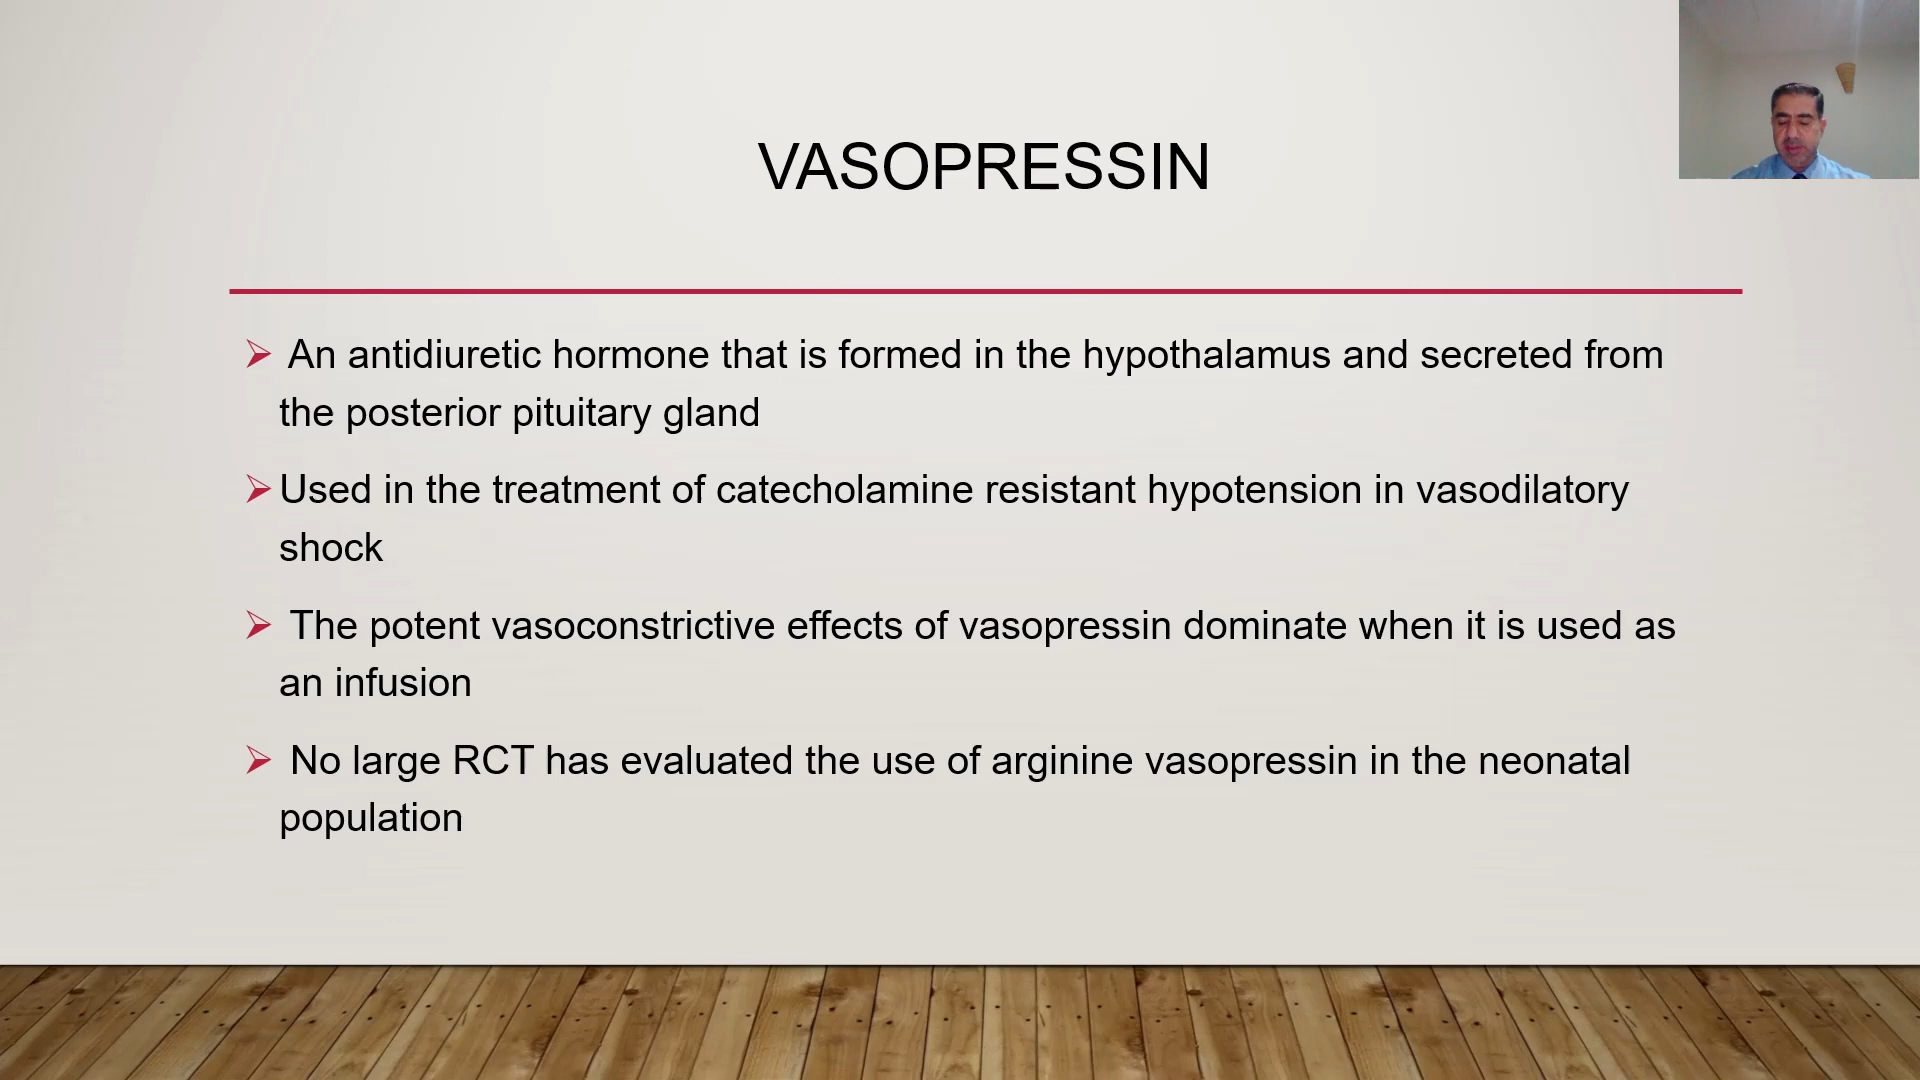 VASOPRESSIN
An antidiuretic hormone that is formed in the hypothalamus and secreted from
the posterior pituitary gland
Used in the treatment of catecholamine resistant hypotension in vasodilatory
shock
The potent vasoconstrictive effects of vasopressin dominate when it is used as
an infusion
No large RCT has evaluated the use of arginine vasopressin in the neonatal
population